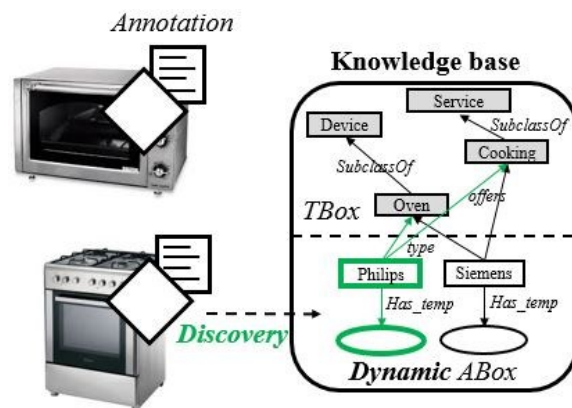 Annotation
Knowledge base
Service
Device
SubclassOf
Cooking
SubclassOf
TBox
Oven
offers
type
Philips
Siemens
Discovery
Has_temp
Has_temp
Dynamic ABox